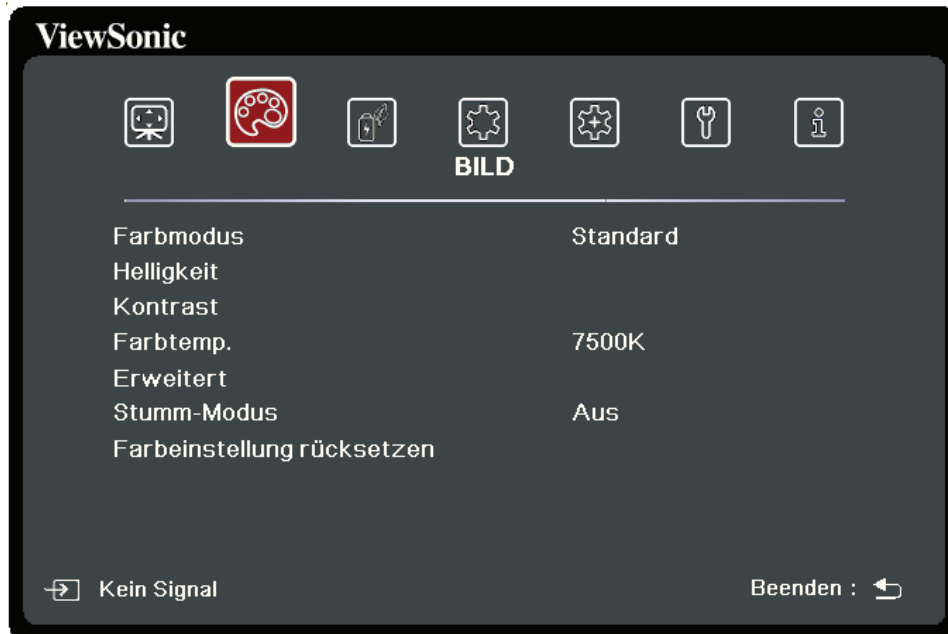 ViewSonic
BILD
Farbmodus Standard
Helligkeit
Kontrast
Farbtemp. 7500K
Erweitert
Stumm-Modus Aus
Farbeinstellung rücksetzen
Kein Signal Beenden :